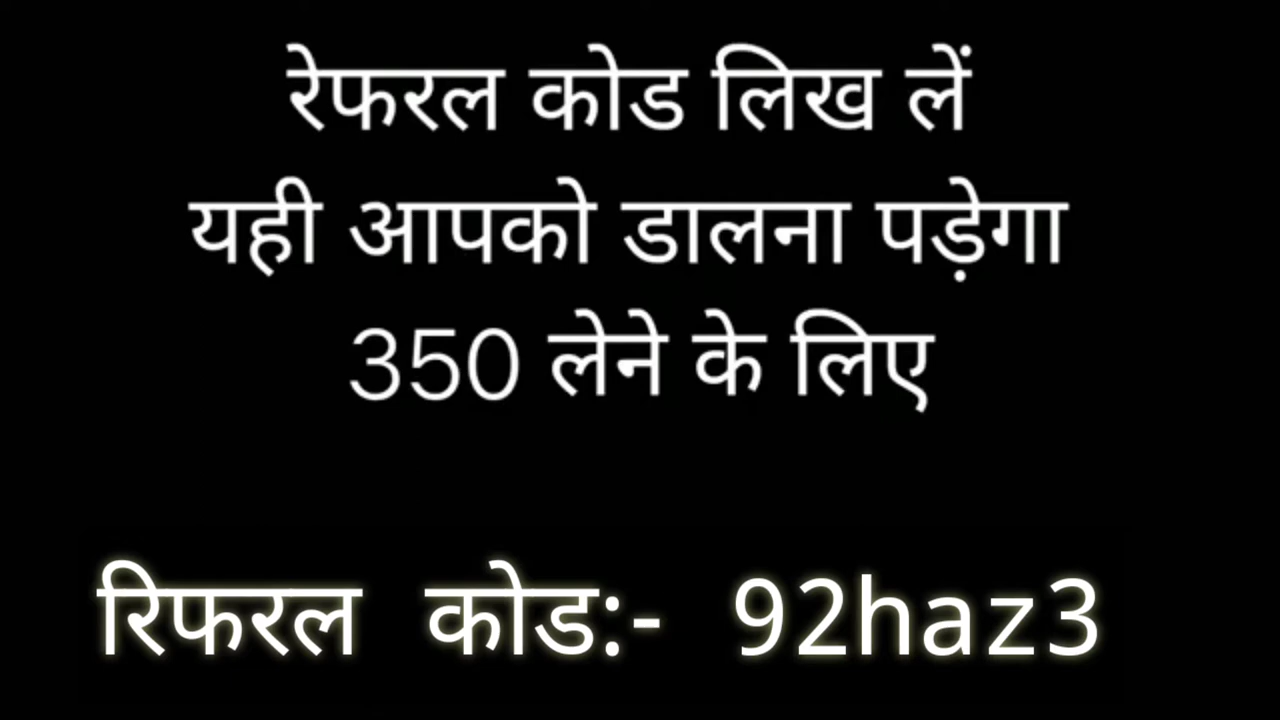 रेफरल कोड लिख लें
यही आपको डालना पड़ेगा
350 लेने के लिए
रिफरल कोड:- 92haz3